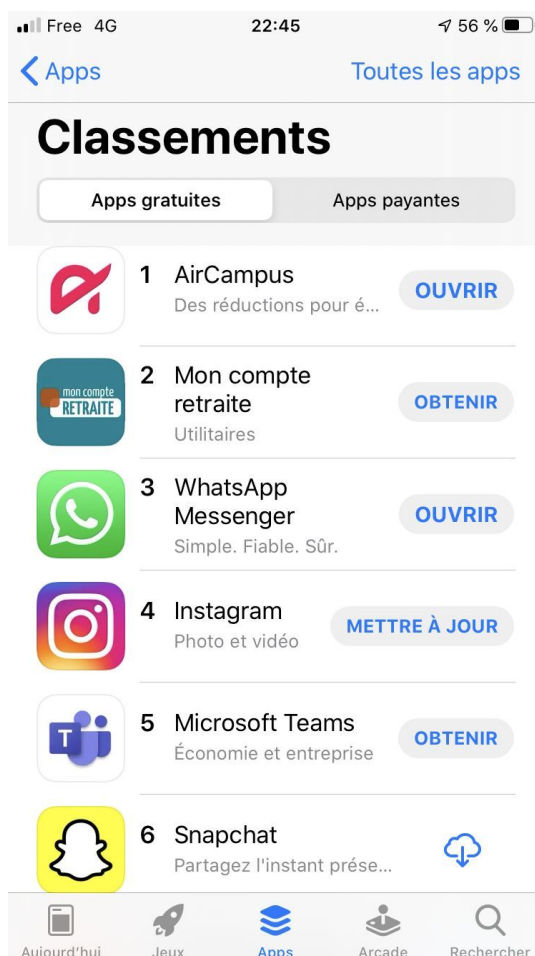 Free 4G 22:45 56 %
Apps Toutes les apps
Classements
Apps gratuites Apps payantes
1 AirCampus
Des réductions pour é...
OUVRIR
mon compte
RETRAITE
2 Mon compte
retraite
Utilitaires
OBTENIR
3 WhatsApp
Messenger
Simple. Fiable. Sûr.
OUVRIR
4 Instagram
Photo et vidéo
METTRE À JOUR
T
5 Microsoft Teams
Économie et entreprise
OBTENIR
6 Snapchat
Partagez l'instant prése...
Aujourd'hui Jeux Apps Arcade Rechercher